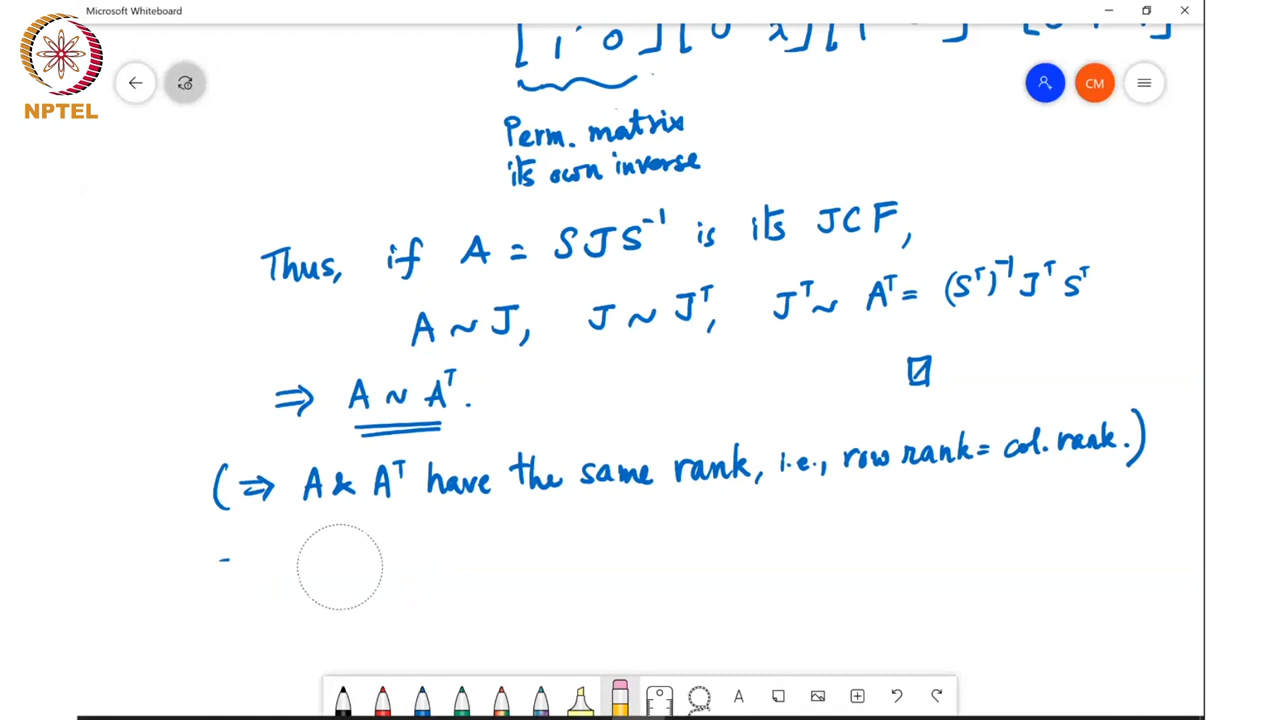 Microsoft Whiteboard
NPTEL
CM
Perm. matrix
its own inverse
Thus, if A = SJS⁻¹ is its JCF,
A ~ J, J ~ Jᵀ, Jᵀ ~ Aᵀ = (Sᵀ)⁻¹ Jᵀ Sᵀ
⇒ A ~ Aᵀ.
(⇒ A & Aᵀ have the same rank, i.e., row rank = col. rank.)
-
A